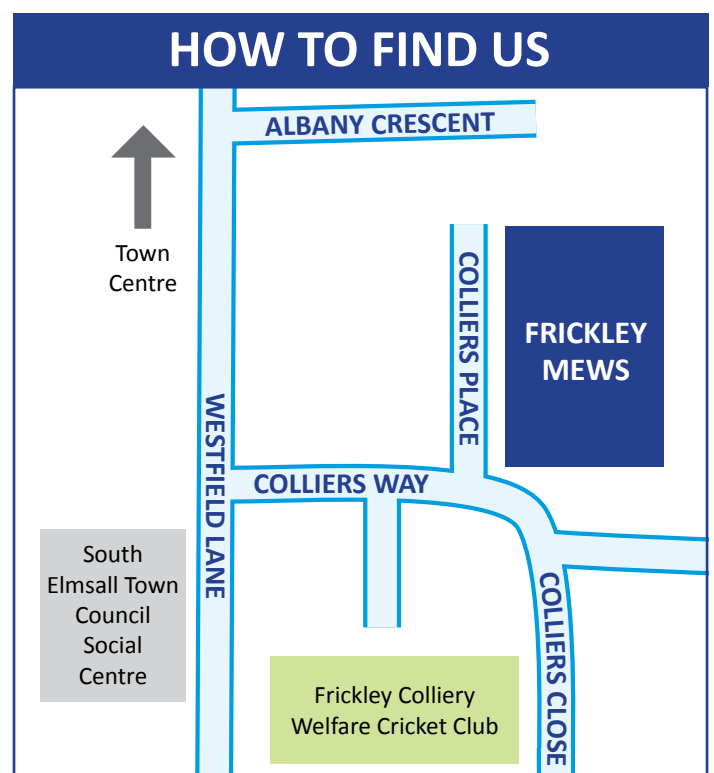 HOW TO FIND US
ALBANY CRESCENT
Town
Centre
COLLIERS PLACE
FRICKLEY
MEWS
WESTFIELD LANE
COLLIERS WAY
South
Elmsall Town
Council
Social
Centre
COLLIERS CLOSE
Frickley Colliery
Welfare Cricket Club